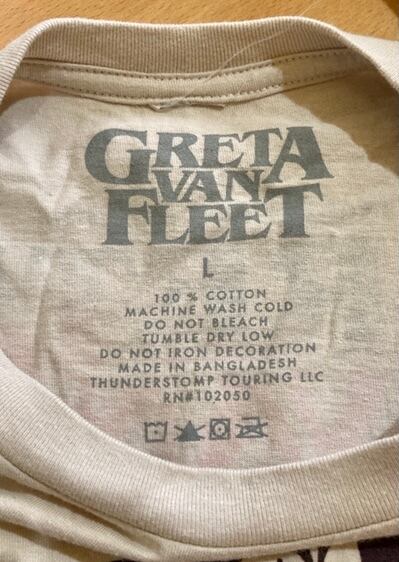 GRETA
VAN
FLEET
L
100 % COTTON
MACHINE WASH COLD
DO NOT BLEACH
TUMBLE DRY LOW
DO NOT IRON DECORATION
MADE IN BANGLADESH
THUNDERSTOMP TOURING LLC
RN#102050